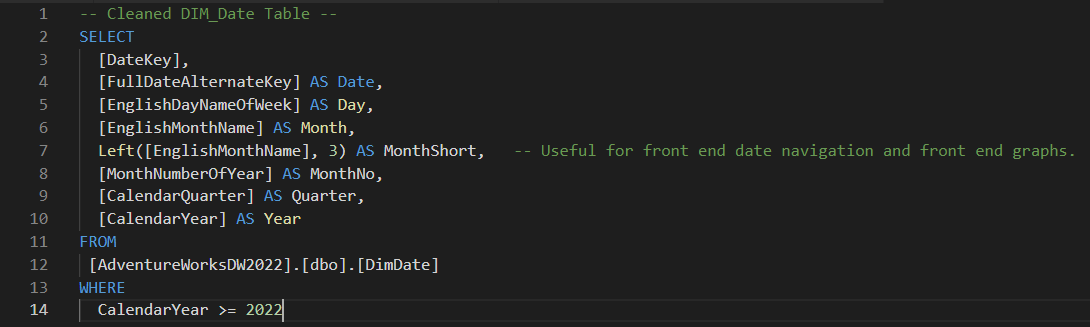 1 -- Cleaned DIM_Date Table --
2 SELECT
3 [DateKey],
4 [FullDateAlternateKey] AS Date,
5 [EnglishDayNameOfWeek] AS Day,
6 [EnglishMonthName] AS Month,
7 Left([EnglishMonthName], 3) AS MonthShort, -- Useful for front end date navigation and front end graphs.
8 [MonthNumberOfYear] AS MonthNo,
9 [CalendarQuarter] AS Quarter,
10 [CalendarYear] AS Year
11 FROM
12 [AdventureWorksDW2022].[dbo].[DimDate]
13 WHERE
14 CalendarYear >= 2022